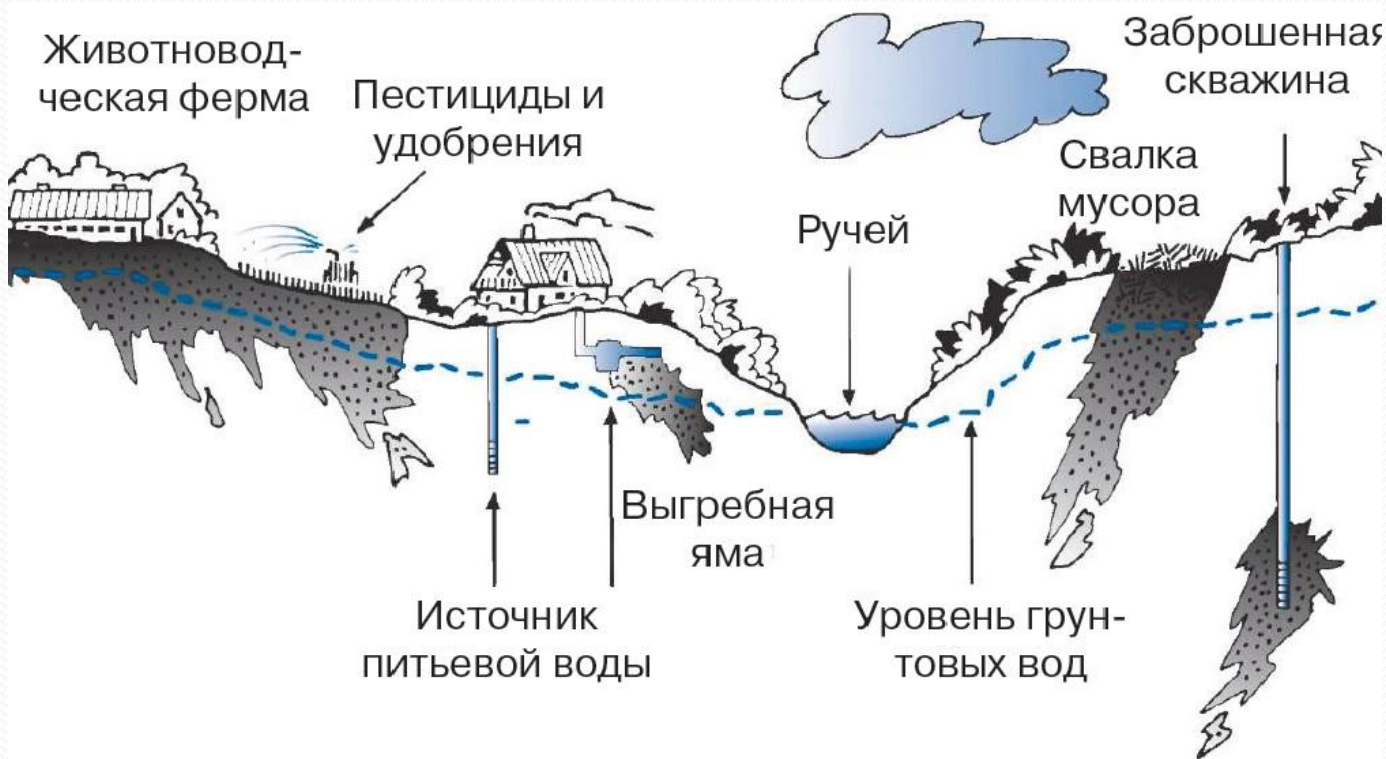 Животновод-
ческая ферма
Пестициды и
удобрения
Заброшенная
скважина
Свалка
мусора
Ручей
Выгребная
яма
Источник
питьевой воды
Уровень грун-
товых вод